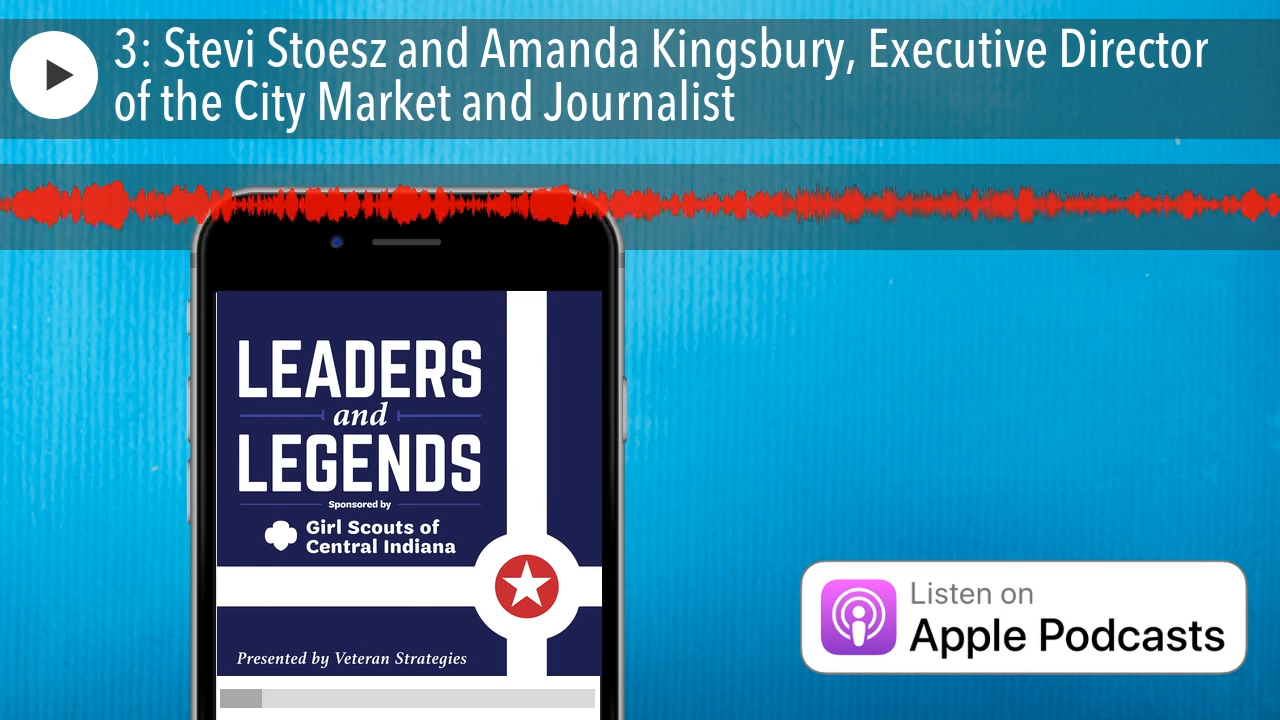 3: Stevi Stoesz and Amanda Kingsbury, Executive Director
of the City Market and Journalist
LEADERS
and
LEGENDS
Sponsored by
Girl Scouts of
Central Indiana
Presented by Veteran Strategies
Listen on
Apple Podcasts